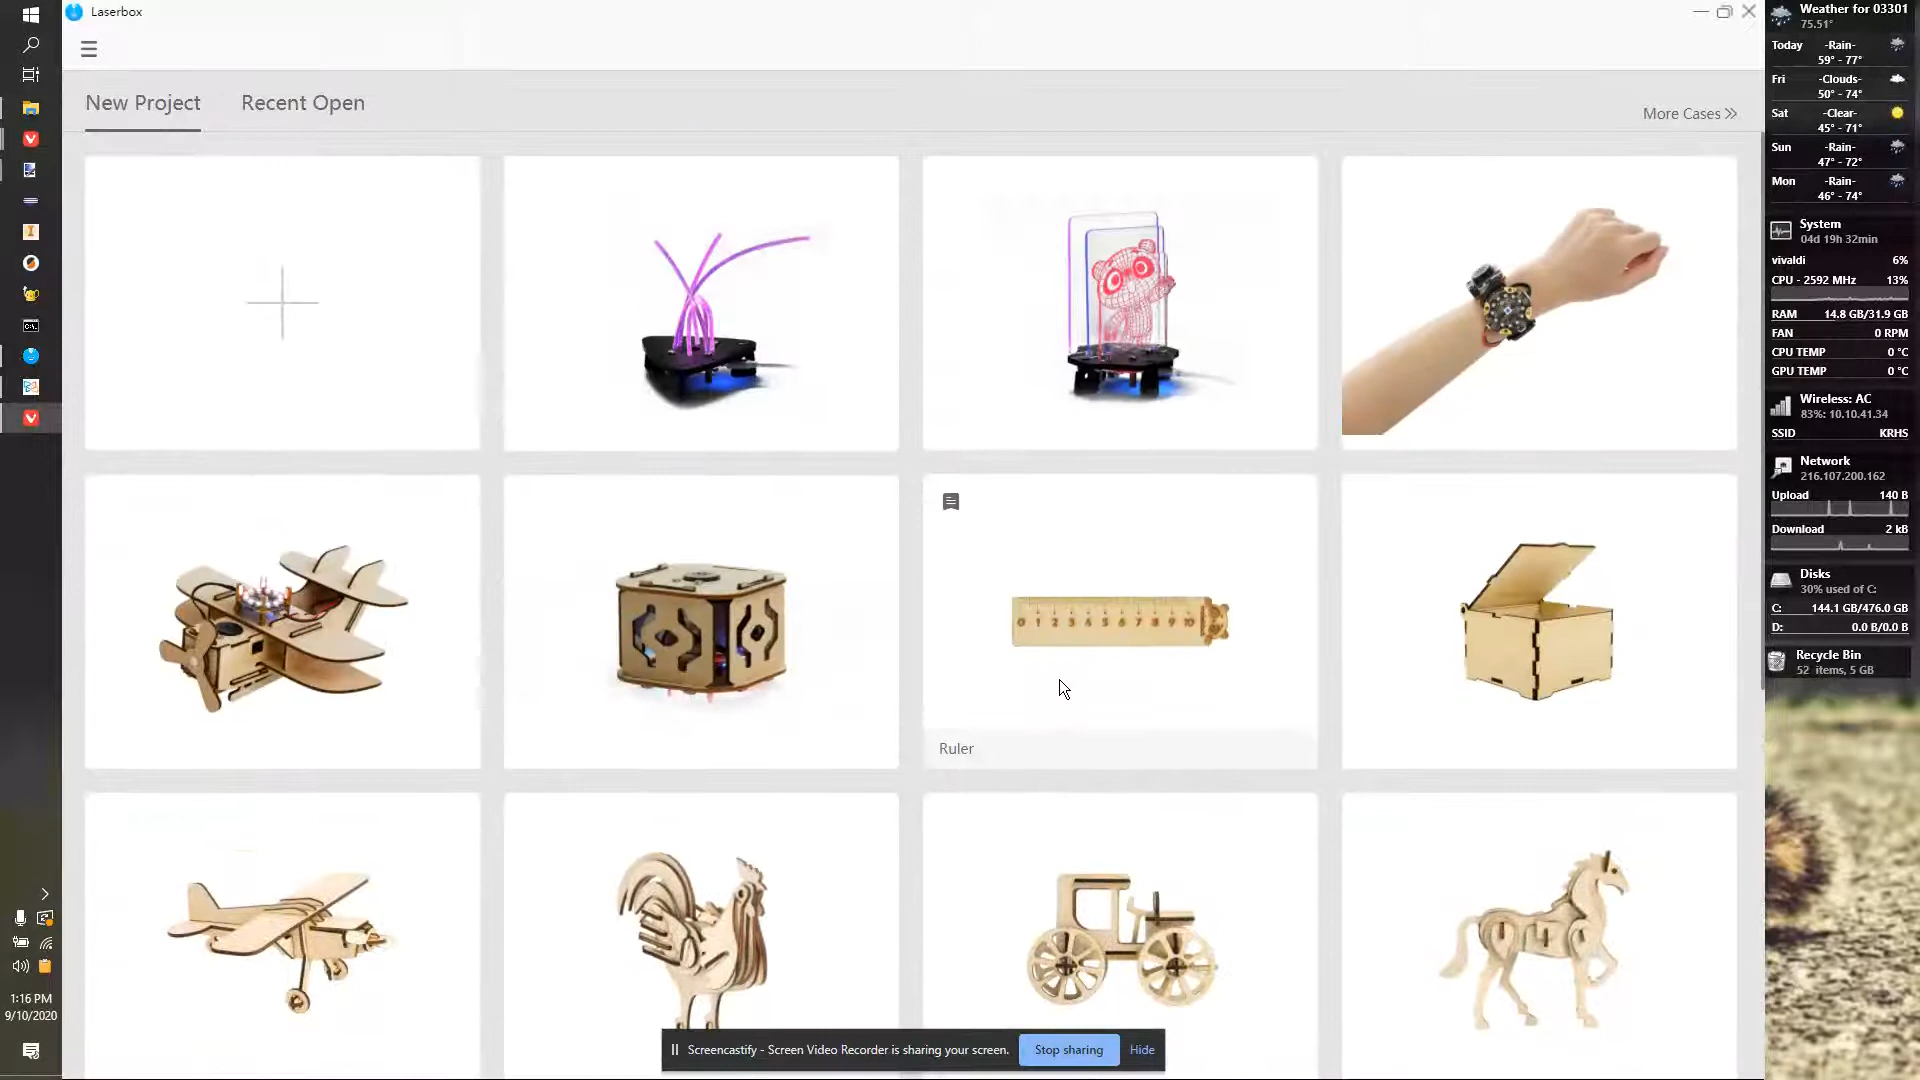 Laserbox
New Project
Recent Open
More Cases
0 1 2 3 4 5 6 7 8 9 10
Ruler
1:16 PM
9/10/2020
Screencastify - Screen Video Recorder is sharing your screen.
Stop sharing
Hide
Weather for 03301
75.51°
Today -Rain-
59° - 77°
Fri -Clouds-
50° - 74°
Sat -Clear-
45° - 71°
Sun -Rain-
47° - 72°
Mon -Rain-
46° - 74°
System
04d 19h 32min
vivaldi 6%
CPU - 2592 MHz 13%
RAM 14.8 GB/31.9 GB
FAN 0 RPM
CPU TEMP 0 °C
GPU TEMP 0 °C
Wireless: AC
83%: 10.10.41.34
SSID KRHS
Network
216.107.200.162
Upload 140 B
Download 2 kB
Disks
30% used of C:
C: 144.1 GB/476.0 GB
D: 0.0 B/0.0 B
Recycle Bin
52 items, 5 GB